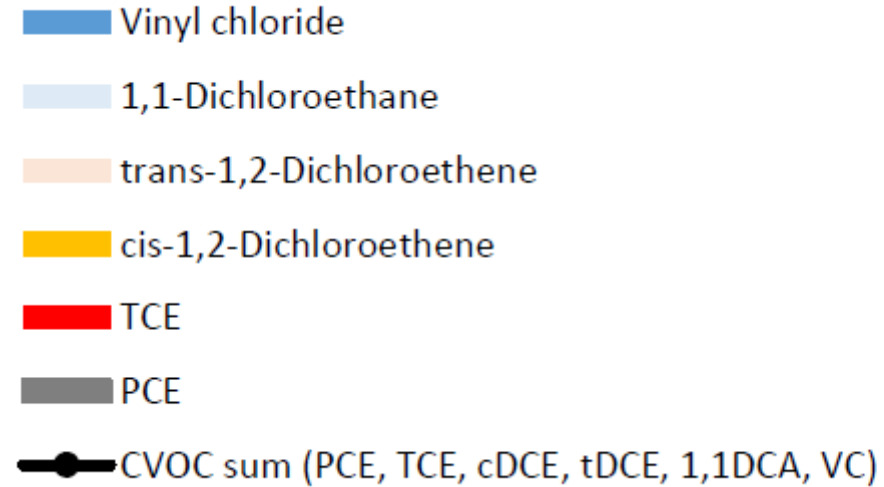 Vinyl chloride
1,1-Dichloroethane
trans-1,2-Dichloroethene
cis-1,2-Dichloroethene
TCE
PCE
CVOC sum (PCE, TCE, cDCE, tDCE, 1,1DCA, VC)